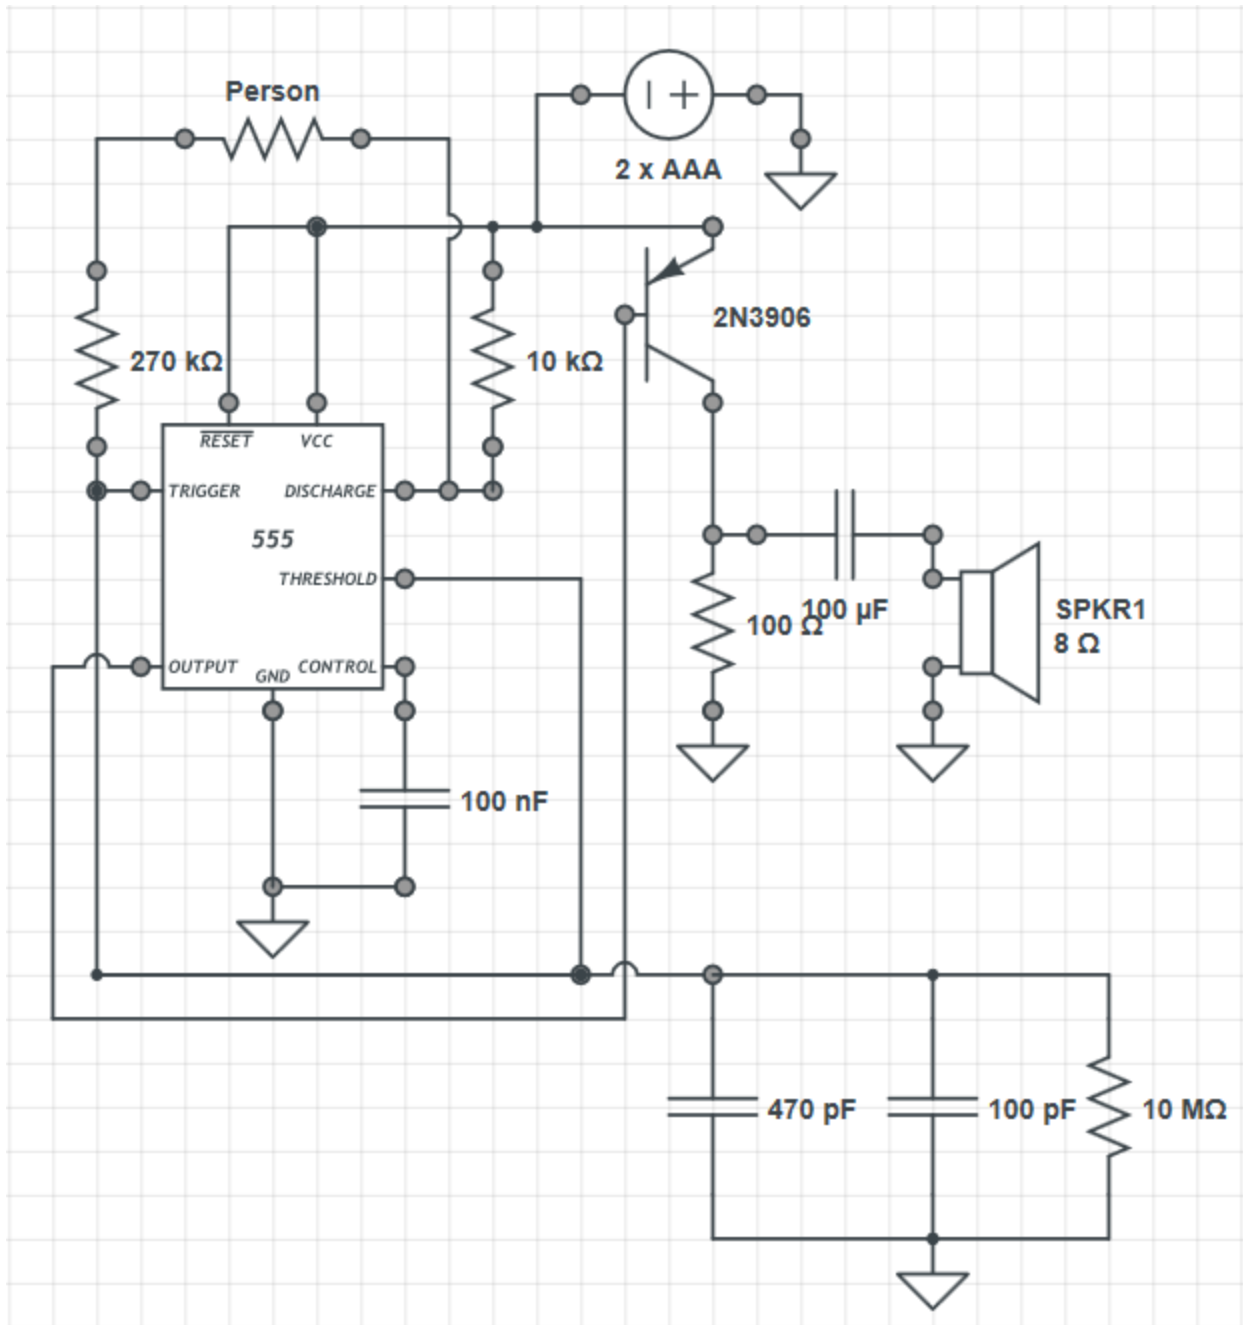 Person
2 x AAA
2N3906
270 kΩ
10 kΩ
RESET
VCC
TRIGGER
DISCHARGE
555
THRESHOLD
100 µF
100 Ω
SPKR1
8 Ω
OUTPUT
GND
CONTROL
100 nF
470 pF
100 pF
10 MΩ